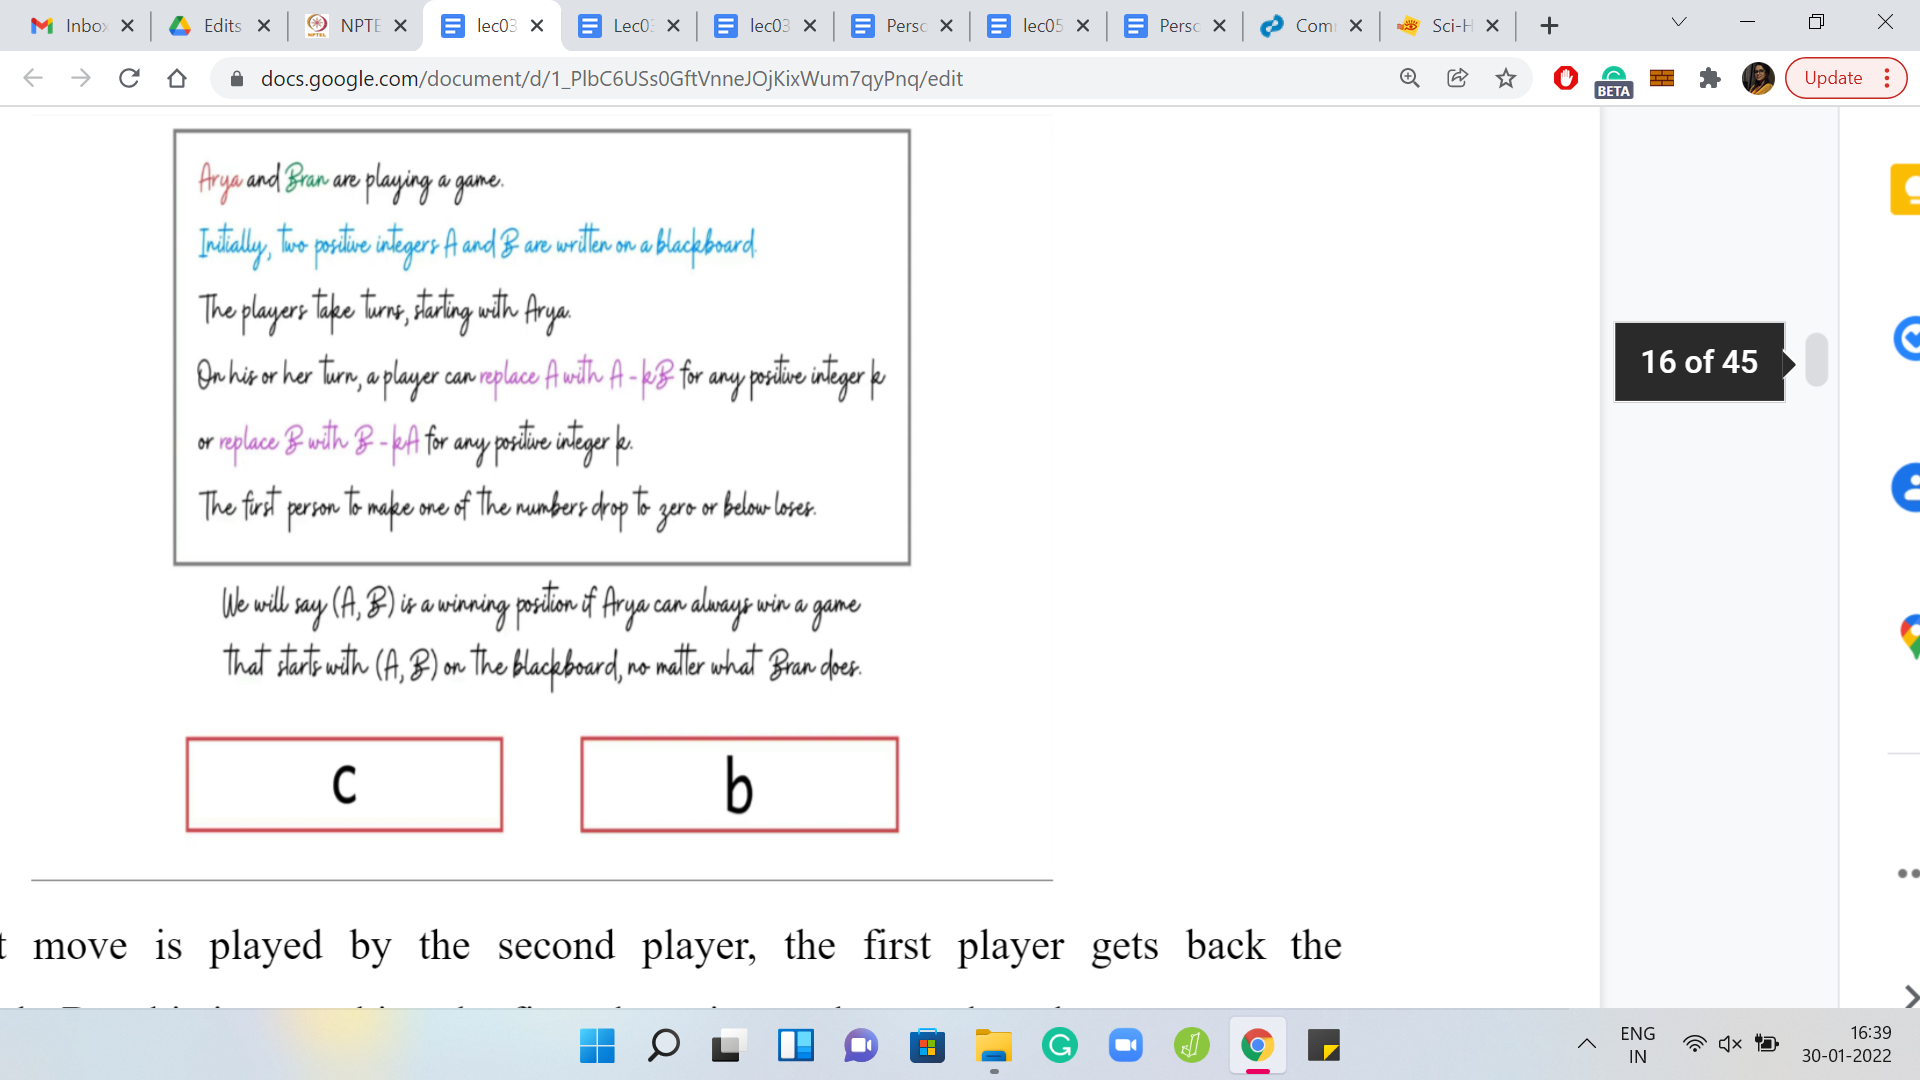 Inbo
Edits
NPTE
lec03
Lec0
lec03
Perso
lec05
Perso
Com
Sci-H
docs.google.com/document/d/1_PlbC6USs0GftVnneJOjKixWum7qyPnq/edit
BETA
Update
Arya and Bran are playing a game.
Initially, two positive integers A and B are written on a blackboard.
The players take turns, starting with Arya.
On his or her turn, a player can replace A with A - kB for any positive integer k
or replace B with B - kA for any positive integer k.
The first person to make one of the numbers drop to zero or below loses.
We will say (A, B) is a winning position if Arya can always win a game
that starts with (A, B) on the blackboard, no matter what Bran does.
c
b
16 of 45
t move is played by the second player, the first player gets back the
ENG
IN
16:39
30-01-2022